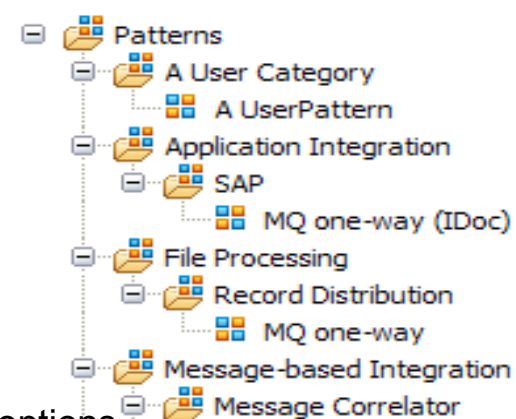 Patterns
A User Category
A UserPattern
Application Integration
SAP
MQ one-way (IDoc)
File Processing
Record Distribution
MQ one-way
Message-based Integration
Message Correlator